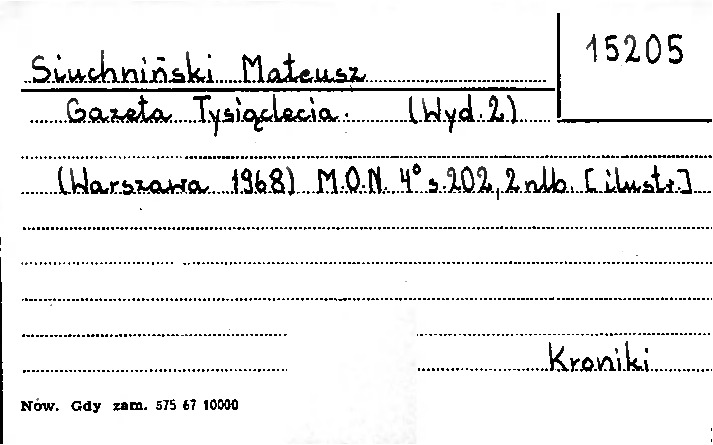 15205
Siuchniński Mateusz
Gazeta Tysiąclecia. (Wyd. 2)
(Warszawa 1968) M.O.N. 4° s. 202, 2 nlb. [ilustr.]
Kroniki
Now. Gdy zam. 575 67 10000